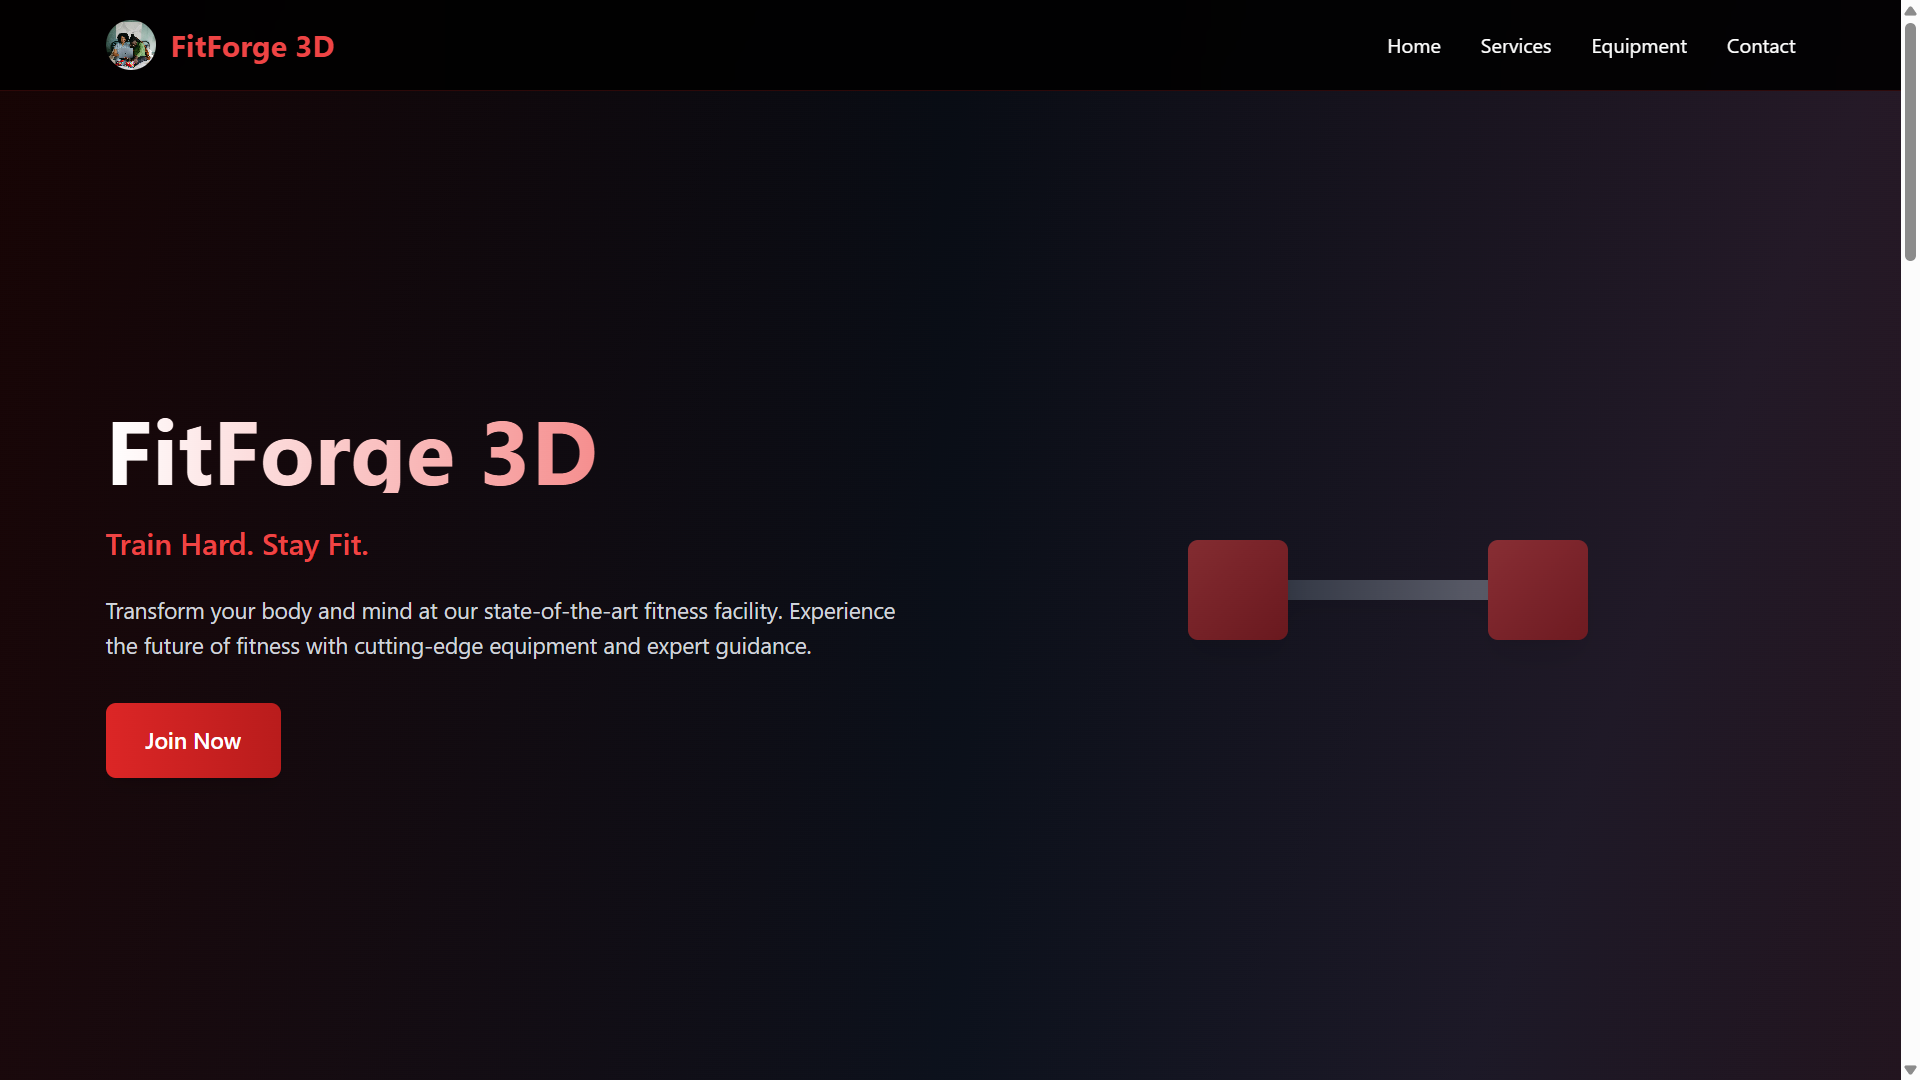 FitForge 3D
Home
Services
Equipment
Contact
FitForge 3D
Train Hard. Stay Fit.
Transform your body and mind at our state-of-the-art fitness facility. Experience
the future of fitness with cutting-edge equipment and expert guidance.
Join Now